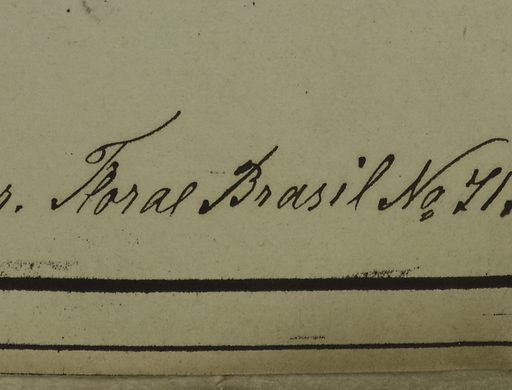 r. Florae Brasil No 71.